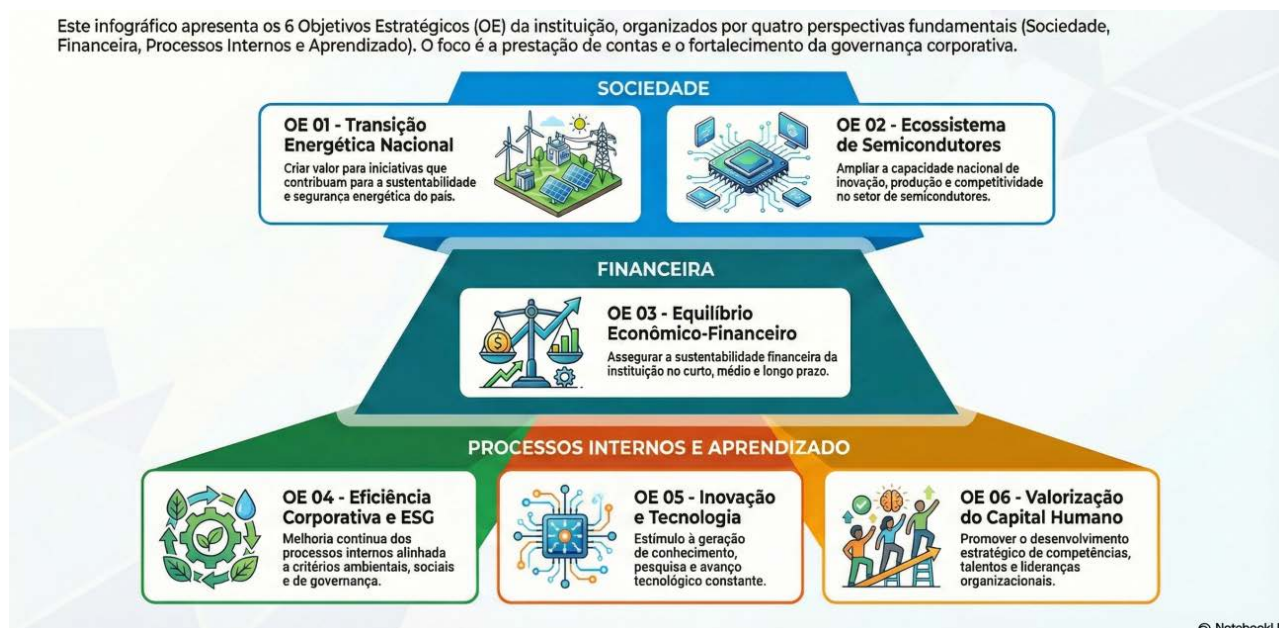 Este infográfico apresenta os 6 Objetivos Estratégicos (OE) da instituição, organizados por quatro perspectivas fundamentais (Sociedade,
Financeira, Processos Internos e Aprendizado). O foco é a prestação de contas e o fortalecimento da governança corporativa.
SOCIEDADE
OE 01 - Transição
Energética Nacional
Criar valor para iniciativas que
contribuam para a sustentabilidade
e segurança energética do país.
OE 02 - Ecossistema
de Semicondutores
Ampliar a capacidade nacional de
inovação, produção e competitividade
no setor de semicondutores.
FINANCEIRA
OE 03 - Equilíbrio
Econômico-Financeiro
Assegurar a sustentabilidade financeira da
instituição no curto, médio e longo prazo.
PROCESSOS INTERNOS E APRENDIZADO
OE 04 - Eficiência
Corporativa e ESG
Melhoria continua dos
processos internos alinhada
a critérios ambientais, sociais
e de governança.
OE 05 - Inovação
e Tecnologia
Estímulo à geração
de conhecimento,
pesquisa e avanço
tecnológico constante.
OE 06 - Valorização
do Capital Humano
Promover o desenvolvimento
estratégico de competências,
talentos e lideranças
organizacionais.